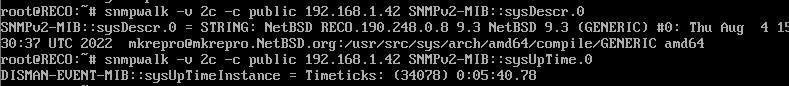 root@RECO:~# snmpwalk -v 2c -c public 192.168.1.42 SNMPv2-MIB::sysDescr.0
SNMPv2-MIB::sysDescr.0 = STRING: NetBSD RECO.190.248.0.8 9.3 NetBSD 9.3 (GENERIC) #0: Thu Aug  4 15
:30:37 UTC 2022  mkrepro@mkrepro.NetBSD.org:/usr/src/sys/arch/amd64/compile/GENERIC amd64
root@RECO:~# snmpwalk -v 2c -c public 192.168.1.42 SNMPv2-MIB::sysUpTime.0
DISMAN-EVENT-MIB::sysUpTimeInstance = Timeticks: (34078) 0:05:40.78